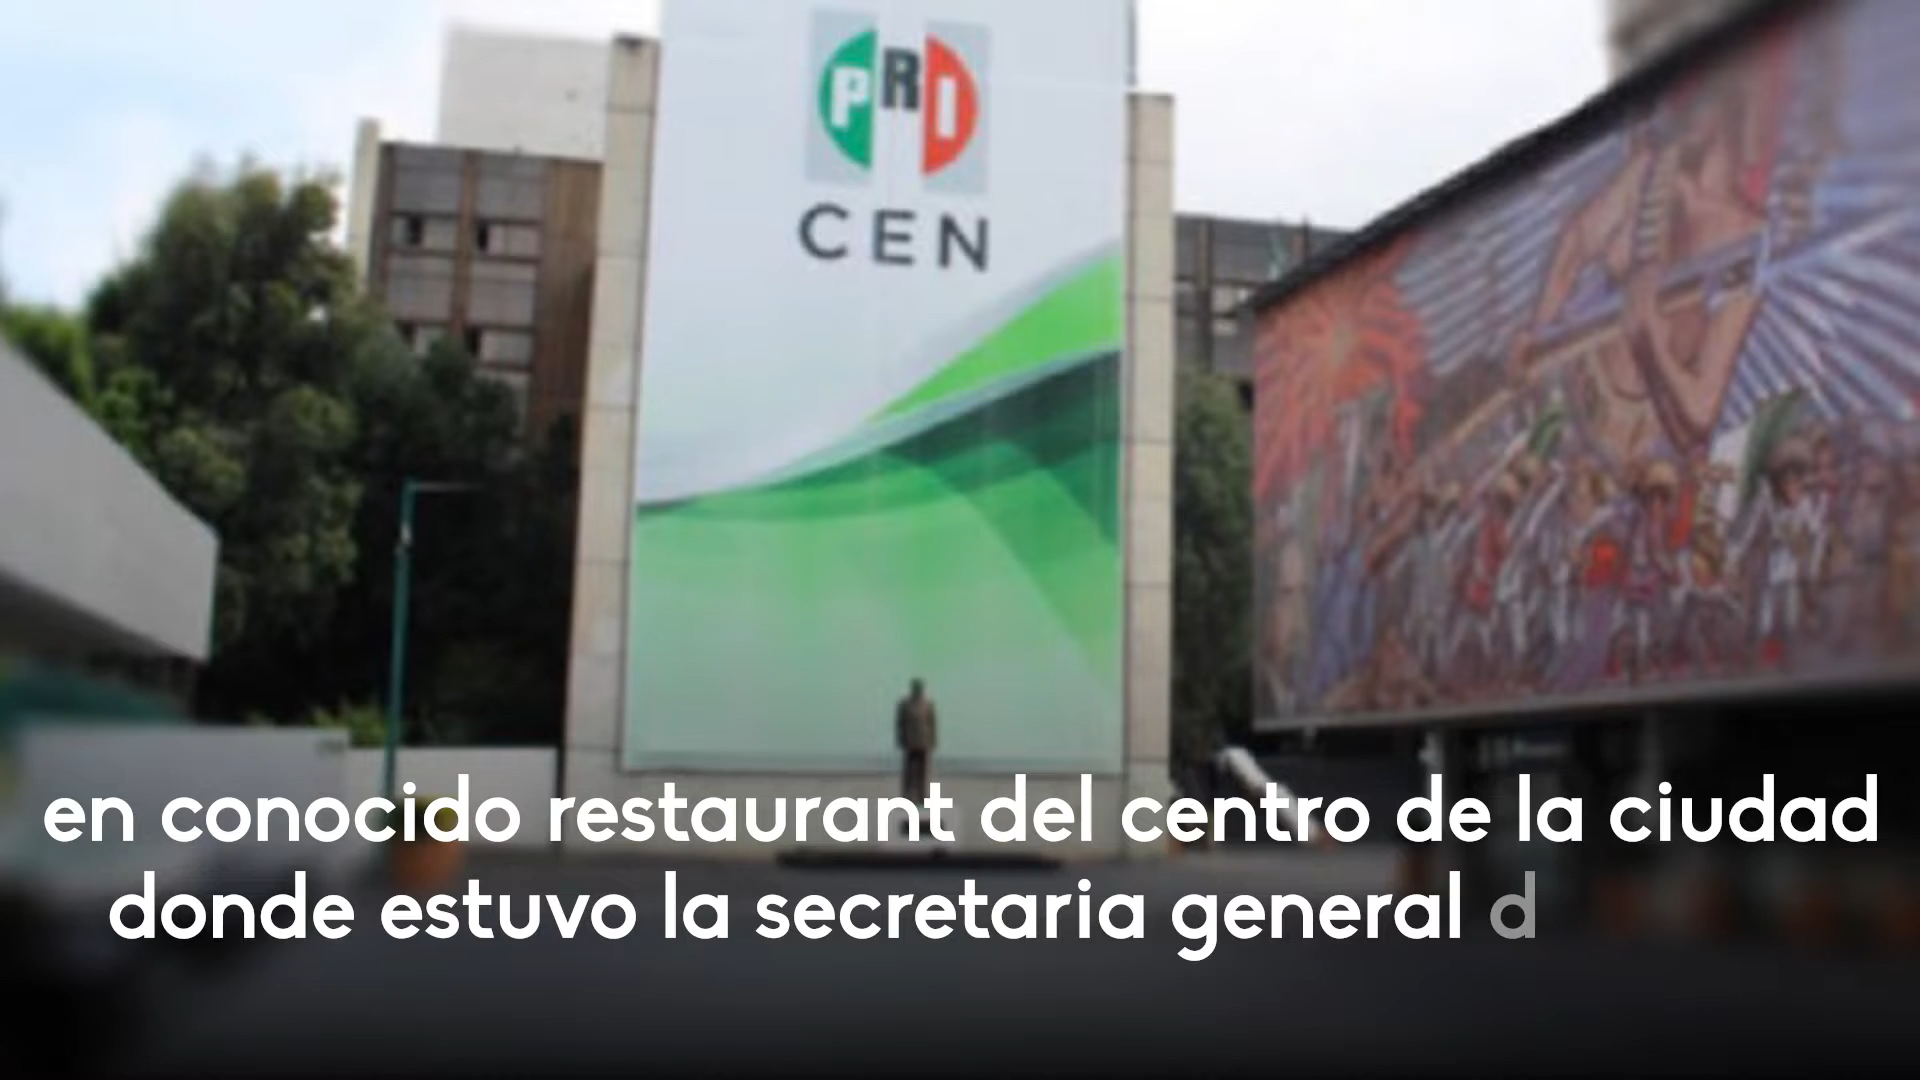 PRI
CEN
en conocido restaurant del centro de la ciudad
donde estuvo la secretaria general d